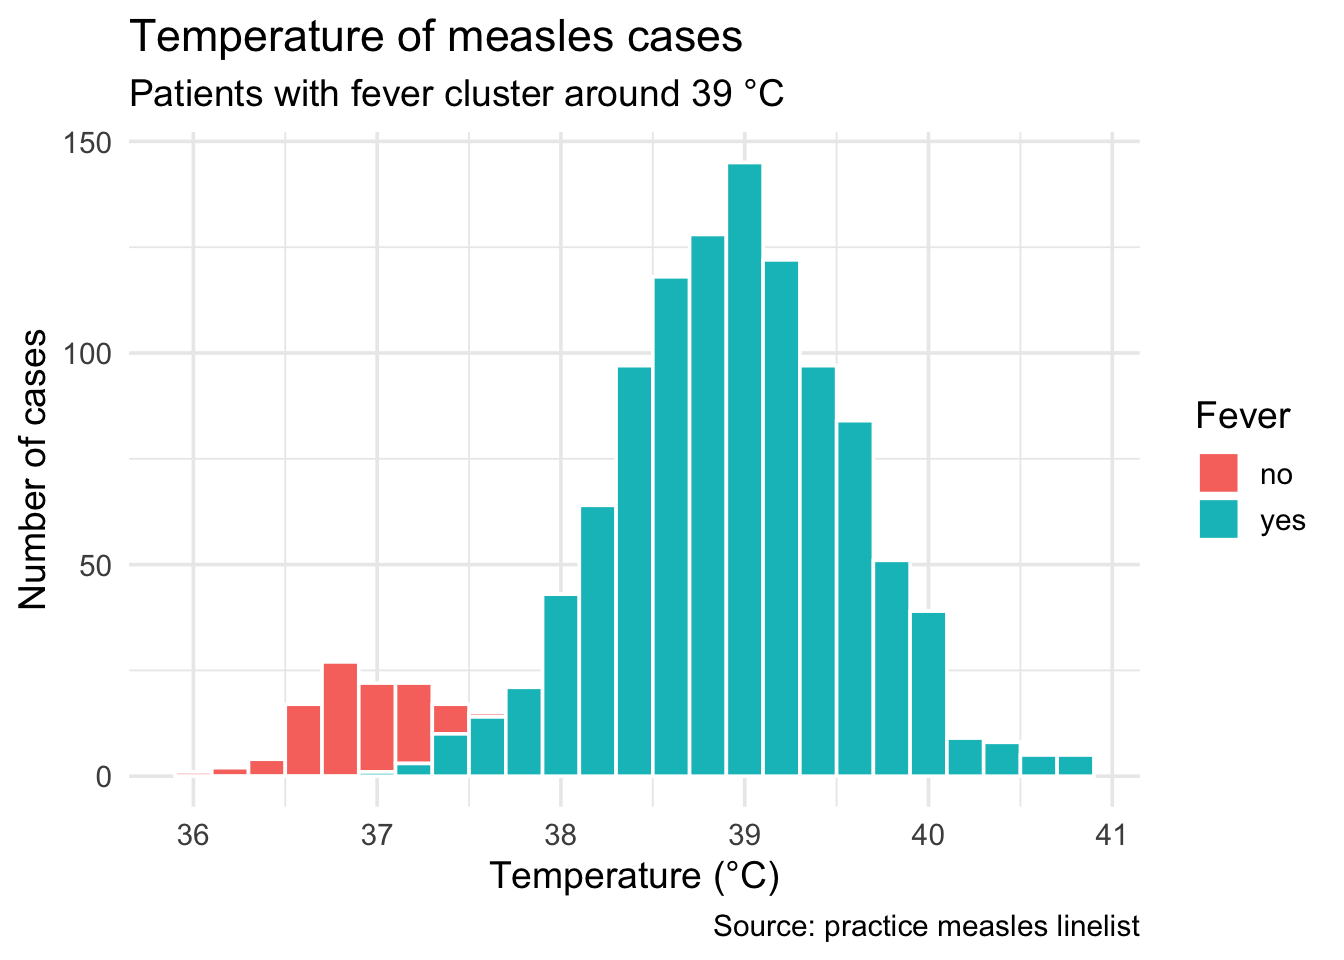 Temperature of measles cases
Patients with fever cluster around 39 °C
150
100
50
0
Number of cases
36 37 38 39 40 41
Temperature (°C)
Fever
no
yes
Source: practice measles linelist